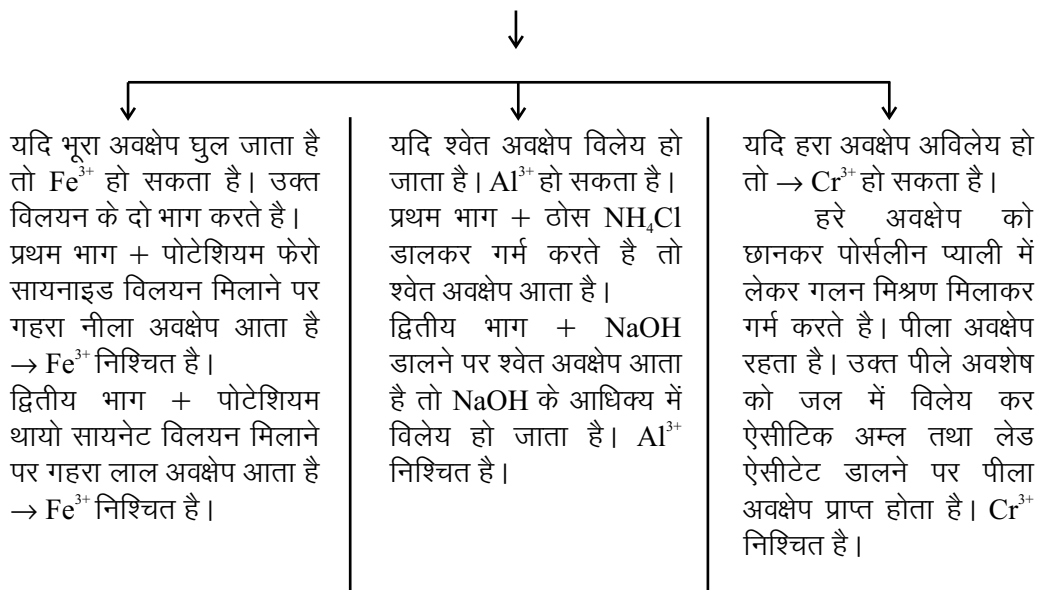 यदि भूरा अवक्षेप घुल जाता है
तो Fe³⁺ हो सकता है। उक्त
विलयन के दो भाग करते है।
प्रथम भाग + पोटेशियम फेरो
सायनाइड विलयन मिलाने पर
गहरा नीला अवक्षेप आता है
→ Fe³⁺ निश्चित है।
द्वितीय भाग + पोटेशियम
थायो सायनेट विलयन मिलाने
पर गहरा लाल अवक्षेप आता है
→ Fe³⁺ निश्चित है।
यदि श्वेत अवक्षेप विलेय हो
जाता है। Al³⁺ हो सकता है।
प्रथम भाग + ठोस NH₄Cl
डालकर गर्म करते है तो
श्वेत अवक्षेप आता है।
द्वितीय भाग + NaOH
डालने पर श्वेत अवक्षेप आता
है तो NaOH के आधिक्य में
विलेय हो जाता है। Al³⁺
निश्चित है।
यदि हरा अवक्षेप अविलेय हो
तो → Cr³⁺ हो सकता है।
हरे अवक्षेप को
छानकर पोर्सलीन प्याली में
लेकर गलन मिश्रण मिलाकर
गर्म करते है। पीला अवक्षेप
रहता है। उक्त पीले अवशेष
को जल में विलेय कर
ऐसीटिक अम्ल तथा लेड
ऐसीटेट डालने पर पीला
अवक्षेप प्राप्त होता है। Cr³⁺
निश्चित है।